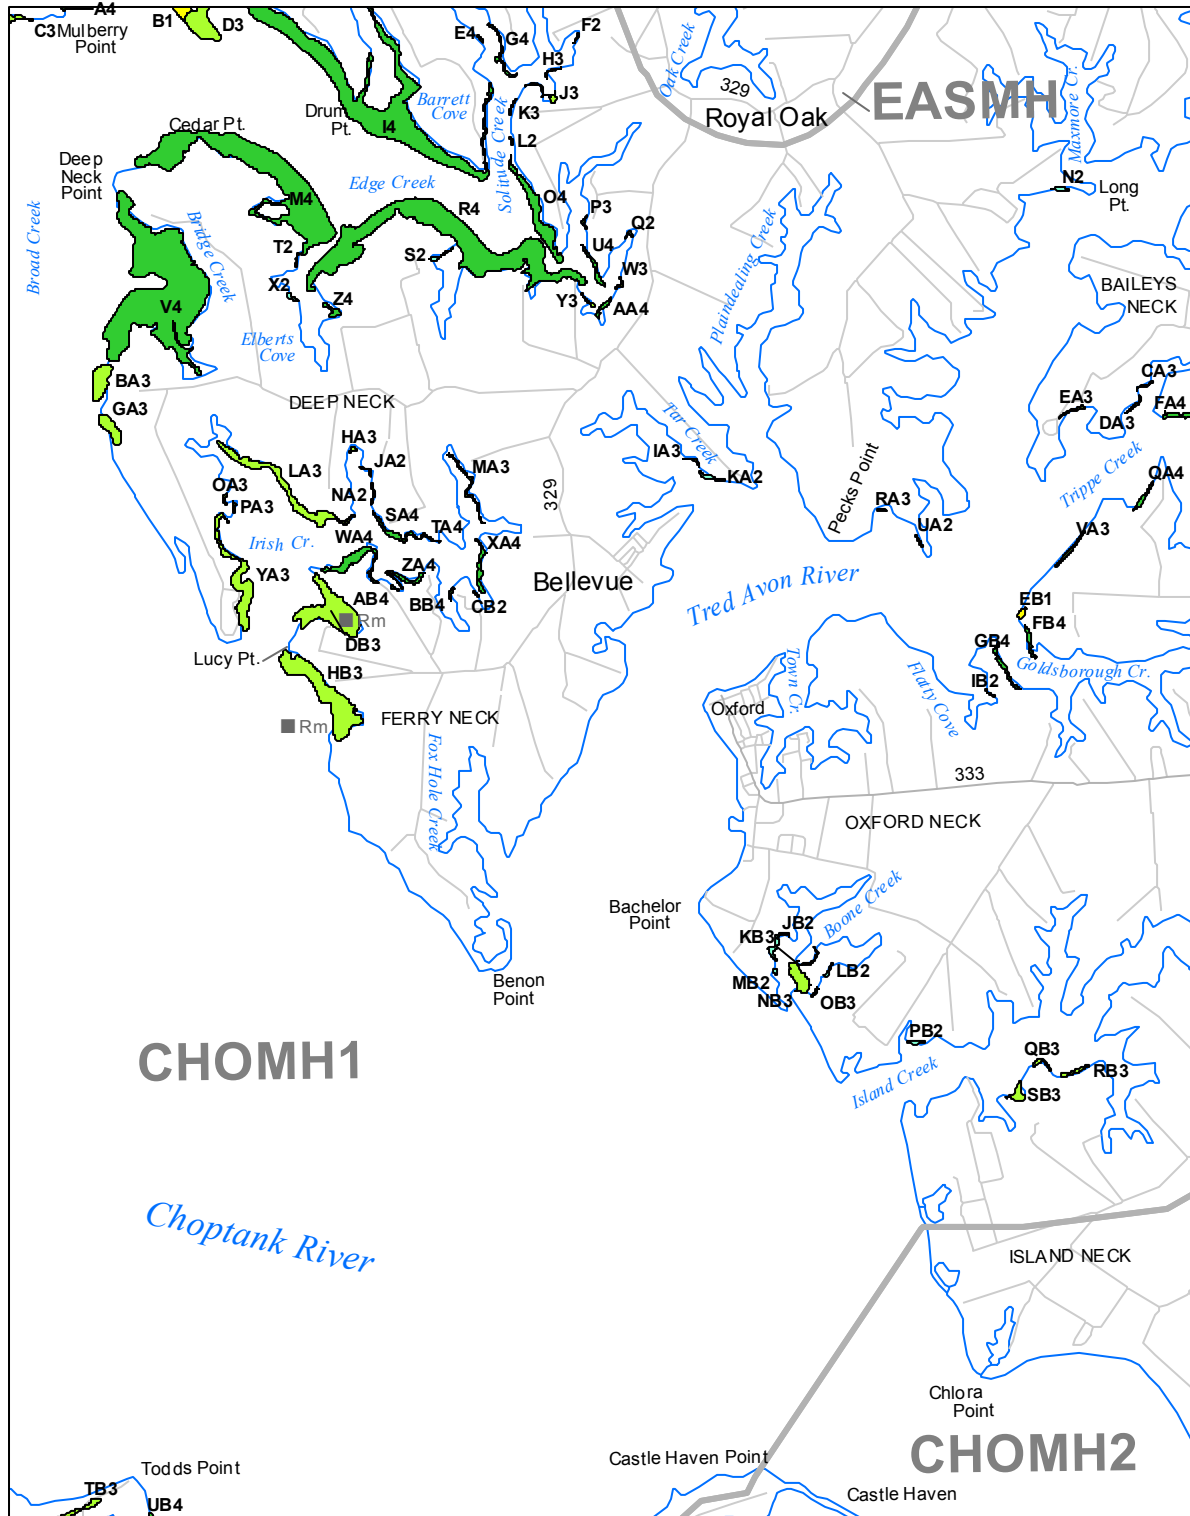 A4
C3
Mulberry
Point
B1
D3
E4
G4
F2
H3
J3
K3
L2
Barrett
Cove
Drum
Pt.
I4
Solitude Creek
Oak Creek
329
Royal Oak
EASMH
Maxmore Cr.
N2
Long
Pt.
Cedar Pt.
Deep
Neck
Point
Broad Creek
Bridge Creek
M4
Edge Creek
R4
O4
P3
Q2
T2
S2
U4
W3
X2
Z4
Y3
AA4
V4
Elberts
Cove
Plaindealing Creek
BAILEYS
NECK
BA3
GA3
DEEP NECK
CA3
EA3
DA3
FA4
HA3
JA2
LA3
MA3
IA3
Tar Creek
KA2
329
Pecks Point
RA3
UA2
Trippe Creek
QA4
VA3
OA3
PA3
NA2
SA4
TA4
Irish Cr.
WA4
XA4
ZA4
YA3
AB4
BB4
CB2
Bellevue
Tred Avon River
Rm
DB3
Lucy Pt.
HB3
Rm
FERRY NECK
Fox Hole Creek
EB1
FB4
GB4
IB2
Goldsborough Cr.
Flatty Cove
Town Cr.
Oxford
333
OXFORD NECK
Bachelor
Point
Boone Creek
JB2
KB3
LB2
MB2
NB3
OB3
Benon
Point
PB2
QB3
RB3
SB3
Island Creek
CHOMH1
Choptank River
ISLAND NECK
Chlora
Point
CHOMH2
Castle Haven Point
Castle Haven
Todds Point
TB3
UB4